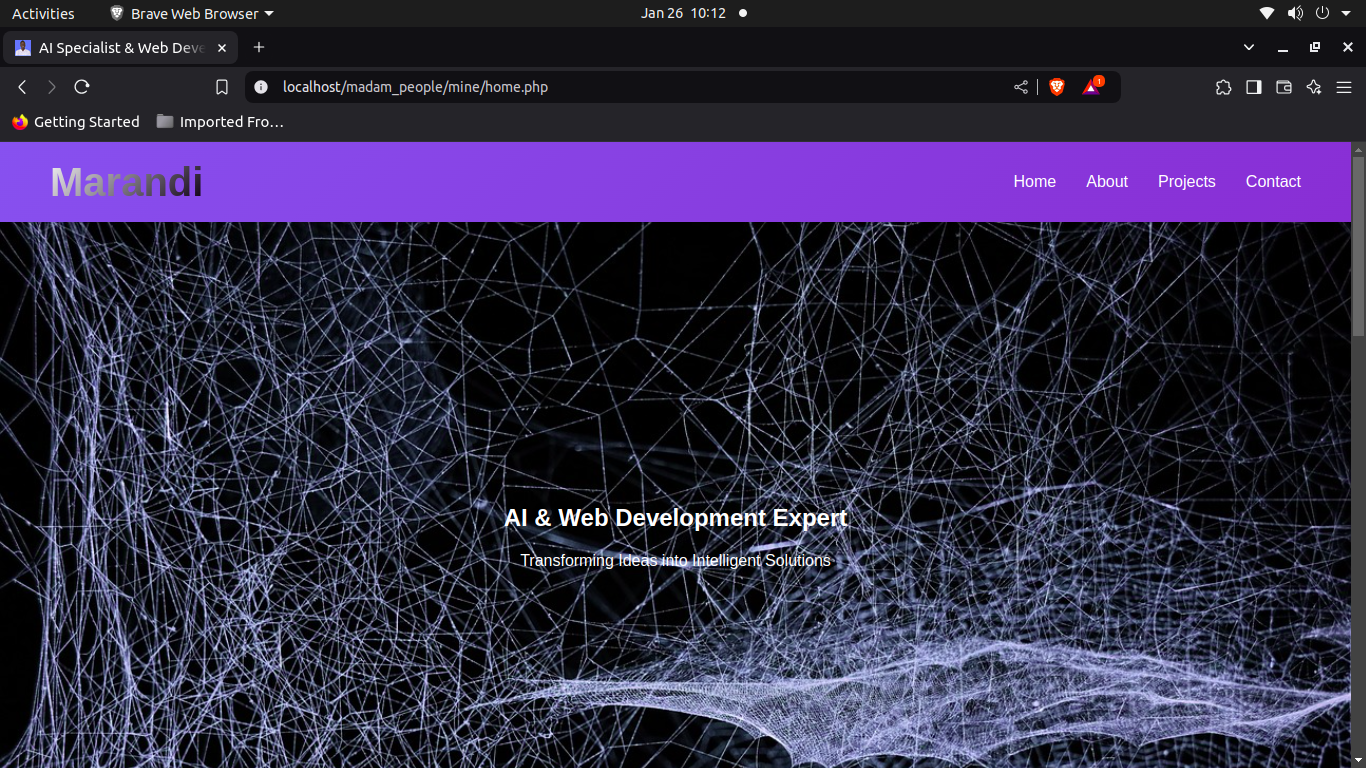 Activities Brave Web Browser Jan 26 10:12
AI Specialist & Web Deve
localhost/madam_people/mine/home.php 1
Getting Started Imported Fro…
Marandi Home About Projects Contact
AI & Web Development Expert
Transforming Ideas into Intelligent Solutions